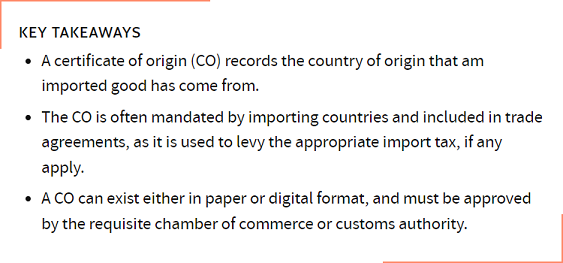 KEY TAKEAWAYS
• A certificate of origin (CO) records the country of origin that am
imported good has come from.
• The CO is often mandated by importing countries and included in trade
agreements, as it is used to levy the appropriate import tax, if any
apply.
• A CO can exist either in paper or digital format, and must be approved
by the requisite chamber of commerce or customs authority.